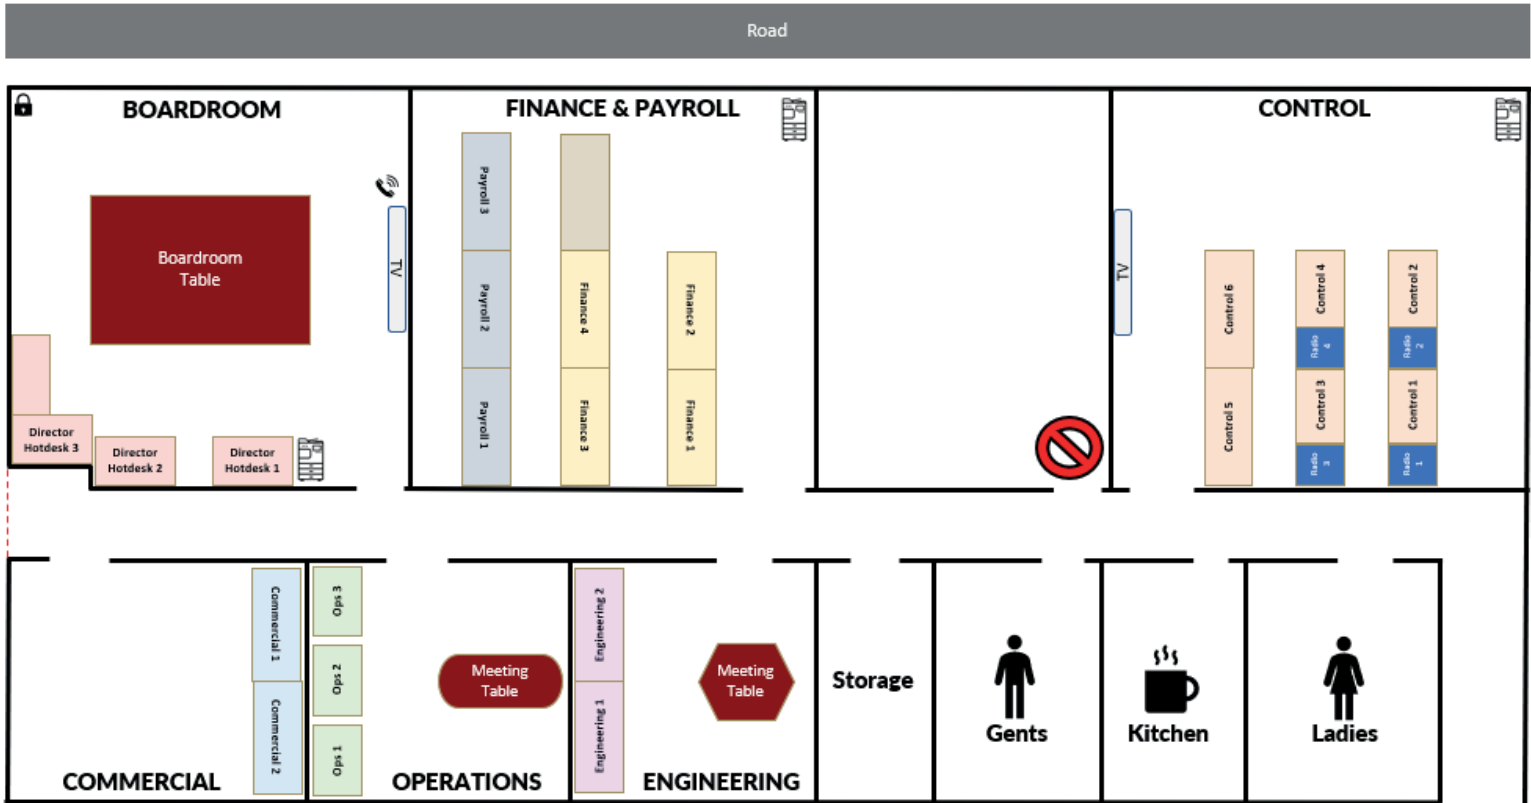 Road
BOARDROOM
FINANCE & PAYROLL
CONTROL
Boardroom
Table
TV
Director
Hotdesk 3
Director
Hotdesk 2
Director
Hotdesk 1
Payroll 3
Payroll 2
Payroll 1
Finance 4
Finance 3
Finance 2
Finance 1
TV
Control 6
Control 5
Control 4
Radio
4
Control 3
Radio
3
Control 2
Radio
2
Control 1
Radio
1
Commercial 1
Commercial 2
COMMERCIAL
Ops 3
Ops 2
Ops 1
Meeting
Table
OPERATIONS
Engineering 2
Engineering 1
Meeting
Table
ENGINEERING
Storage
Gents
Kitchen
Ladies